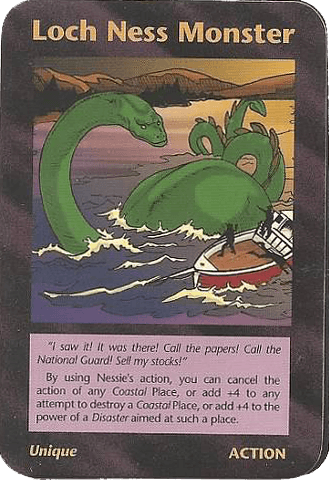 Loch Ness Monster
"I saw it! It was there! Call the papers! Call the
National Guard! Sell my stocks!"
By using Nessie's action, you can cancel the
action of any Coastal Place, or add +4 to any
attempt to destroy a Coastal Place, or add +4 to the
power of a Disaster aimed at such a place.
Unique
ACTION